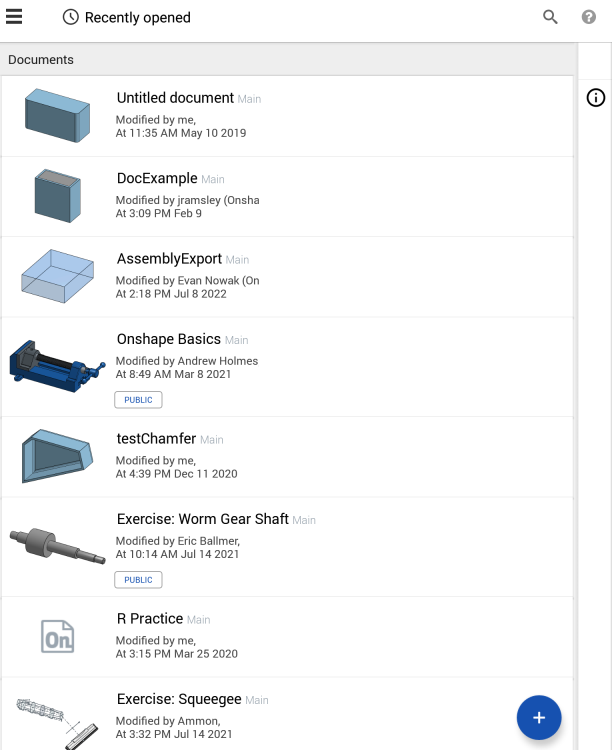 Recently opened
?
Documents
Untitled document Main
Modified by me,
At 11:35 AM May 10 2019
DocExample Main
Modified by jramsley (Onsha
At 3:09 PM Feb 9
AssemblyExport Main
Modified by Evan Nowak (On
At 2:18 PM Jul 8 2022
Onshape Basics Main
Modified by Andrew Holmes
At 8:49 AM Mar 8 2021
PUBLIC
testChamfer Main
Modified by me,
At 4:39 PM Dec 11 2020
Exercise: Worm Gear Shaft Main
Modified by Eric Ballmer,
At 10:14 AM Jul 14 2021
PUBLIC
On
R Practice Main
Modified by me,
At 3:15 PM Mar 25 2020
Exercise: Squeegee Main
Modified by Ammon,
At 3:32 PM Jul 14 2021
+